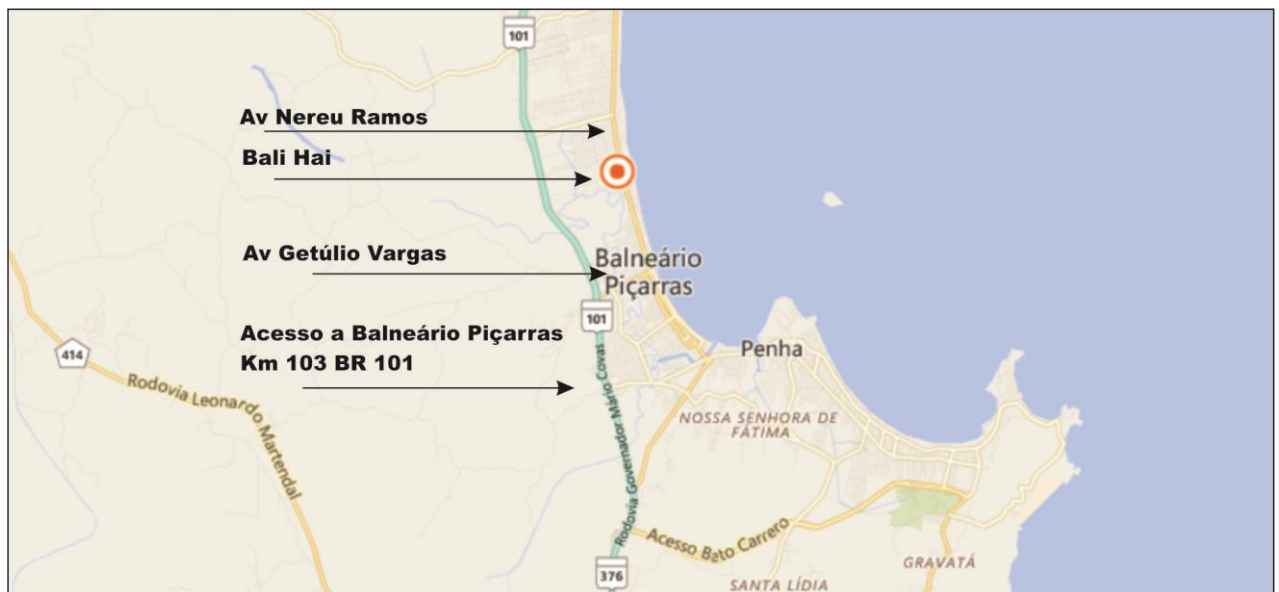 101
Av Nereu Ramos
Bali Hai
Av Getúlio Vargas
Balneário
Piçarras
101
Acesso a Balneário Piçarras
Km 103 BR 101
Penha
414
Rodovia Leonardo Martendal
Rodovia Governador Mário Covas
NOSSA SENHORA DE
FÁTIMA
Acesso Beto Carrero
GRAVATÁ
376
SANTA LÍDIA